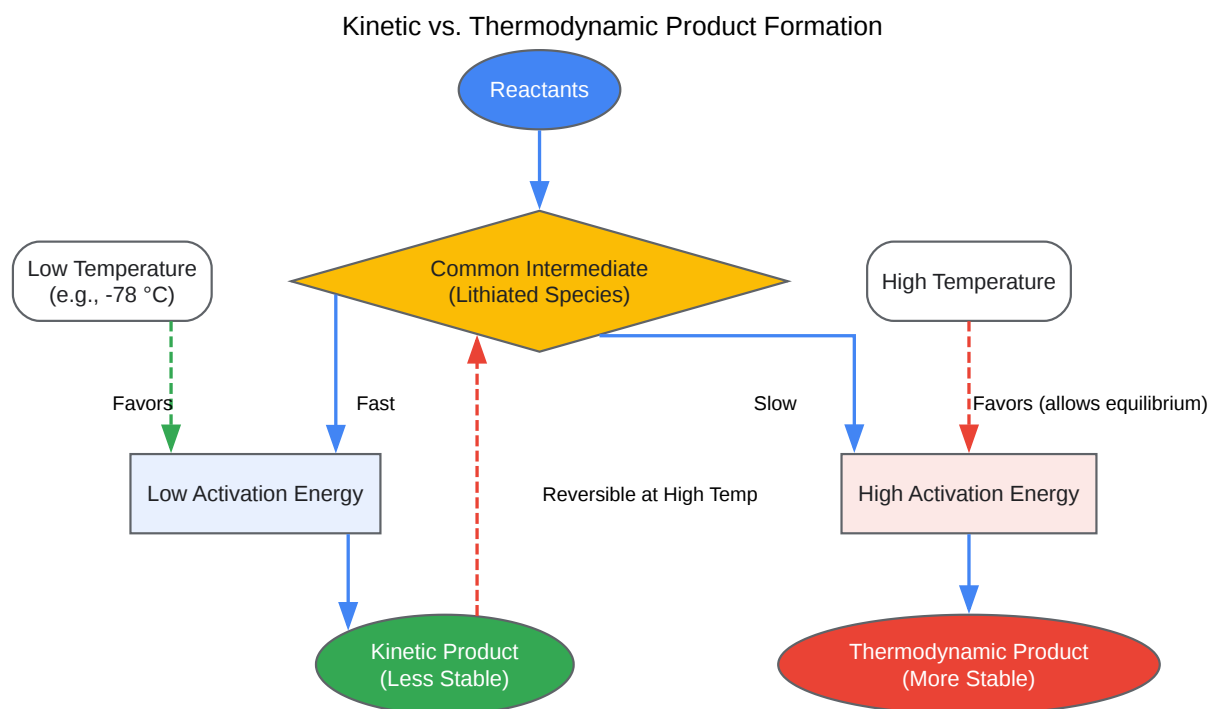 Kinetic vs. Thermodynamic Product Formation
Reactants
Low Temperature
(e.g., -78 °C)
Common Intermediate
(Lithiated Species)
High Temperature
Favors
Fast
Slow
Favors (allows equilibrium)
Low Activation Energy
Reversible at High Temp
High Activation Energy
Kinetic Product
(Less Stable)
Thermodynamic Product
(More Stable)